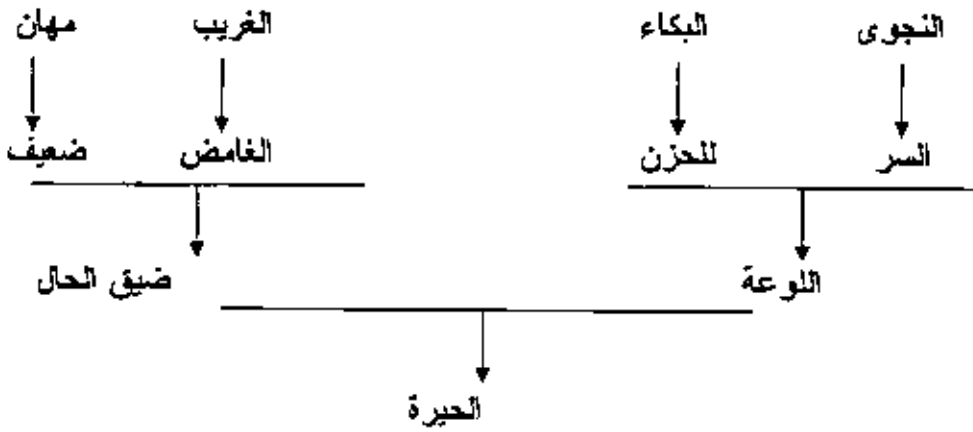 النجوى البكاء الغريب مهان
السر للحزن الغامض ضعيف
اللوعة ضيق الحال
الحيرة